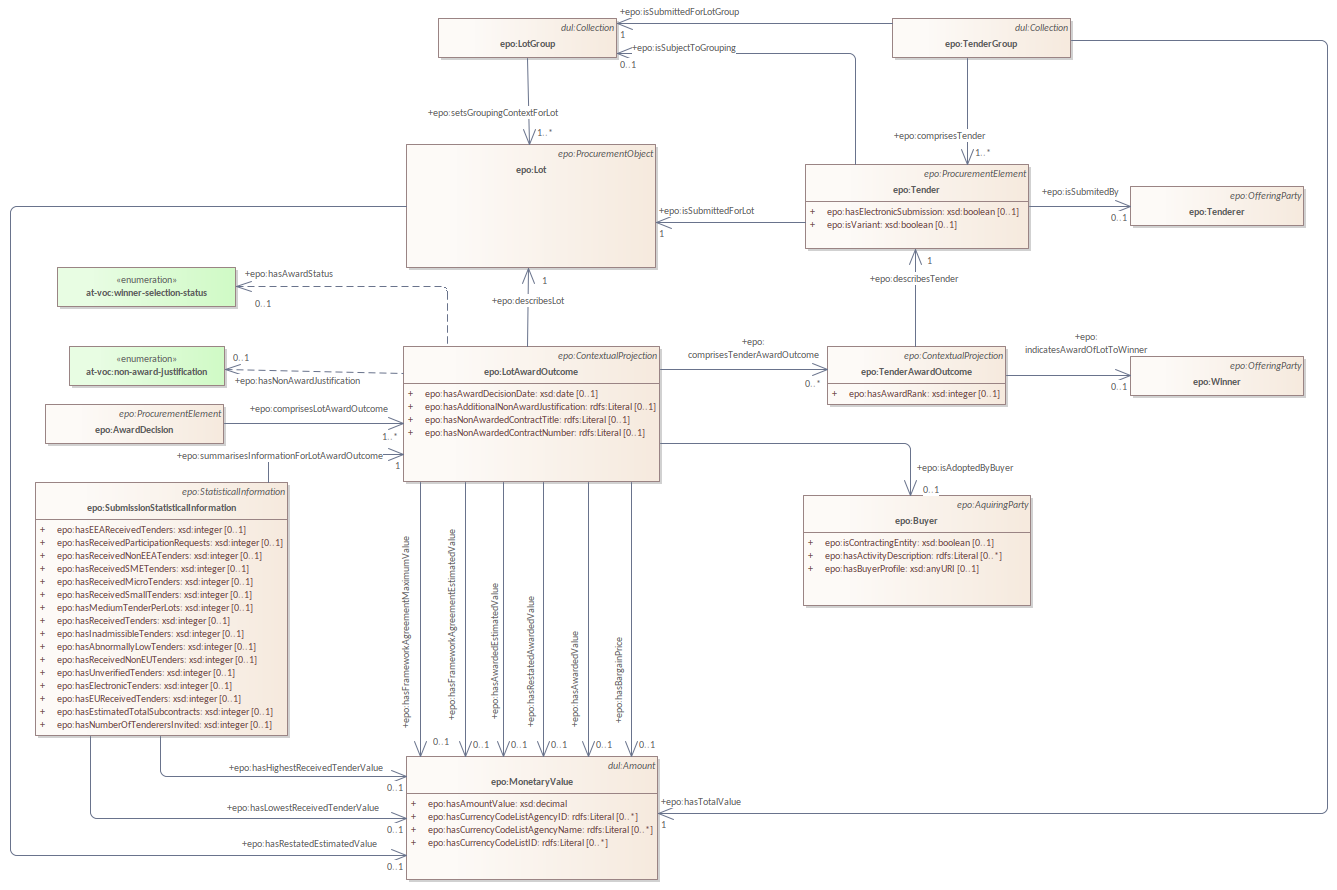 +epo:isSubmittedForLotGroup
dul:Collection
epo:LotGroup
1
+epo:isSubjectToGrouping
0..1
dul:Collection
epo:TenderGroup
+epo:setsGroupingContextForLot
1..*
+epo:comprisesTender
1..*
epo:ProcurementObject
epo:Lot
epo:ProcurementElement
epo:Tender
+ epo:hasElectronicSubmission: xsd:boolean [0..1]
+ epo:isVariant: xsd:boolean [0..1]
+epo:isSubmitedBy
0..1
epo:OfferingParty
epo:Tenderer
+epo:isSubmittedForLot
1
«enumeration»
at-voc:winner-selection-status
+epo:hasAwardStatus
0..1
1
+epo:describesLot
1
+epo:describesTender
«enumeration»
at-voc:non-award-justification
0..1
+epo:hasNonAwardJustification
epo:ContextualProjection
epo:LotAwardOutcome
+ epo:hasAwardDecisionDate: xsd:date [0..1]
+ epo:hasAdditionalNonAwardJustification: rdfs:Literal [0..1]
+ epo:hasNonAwardedContractTitle: rdfs:Literal [0..1]
+ epo:hasNonAwardedContractNumber: rdfs:Literal [0..1]
+epo:
comprisesTenderAwardOutcome
0..*
epo:ContextualProjection
epo:TenderAwardOutcome
+ epo:hasAwardRank: xsd:integer [0..1]
+epo:
indicatesAwardOfLotToWinner
0..1
epo:OfferingParty
epo:Winner
epo:ProcurementElement
epo:AwardDecision
+epo:comprisesLotAwardOutcome
1..*
+epo:summarisesInformationForLotAwardOutcome
1
+epo:isAdoptedByBuyer
0..1
epo:StatisticalInformation
epo:SubmissionStatisticalInformation
+ epo:hasEEAReceivedTenders: xsd:integer [0..1]
+ epo:hasReceivedParticipationRequests: xsd:integer [0..1]
+ epo:hasReceivedNonEEATenders: xsd:integer [0..1]
+ epo:hasReceivedSMETenders: xsd:integer [0..1]
+ epo:hasReceivedMicroTenders: xsd:integer [0..1]
+ epo:hasReceivedSmallTenders: xsd:integer [0..1]
+ epo:hasMediumTenderPerLots: xsd:integer [0..1]
+ epo:hasReceivedTenders: xsd:integer [0..1]
+ epo:hasInadmissibleTenders: xsd:integer [0..1]
+ epo:hasAbnormallyLowTenders: xsd:integer [0..1]
+ epo:hasReceivedNonEUTenders: xsd:integer [0..1]
+ epo:hasUnverifiedTenders: xsd:integer [0..1]
+ epo:hasElectronicTenders: xsd:integer [0..1]
+ epo:hasEUReceivedTenders: xsd:integer [0..1]
+ epo:hasEstimatedTotalSubcontracts: xsd:integer [0..1]
+ epo:hasNumberOfTenderersInvited: xsd:integer [0..1]
epo:AquiringParty
epo:Buyer
+ epo:isContractingEntity: xsd:boolean [0..1]
+ epo:hasActivityDescription: rdfs:Literal [0..*]
+ epo:hasBuyerProfile: xsd:anyURI [0..1]
+epo:hasFrameworkAgreementMaximumValue
+epo:hasFrameworkAgreementEstimatedValue
+epo:hasAwardedEstimatedValue
+epo:hasRestatedAwardedValue
+epo:hasAwardedValue
+epo:hasBargainPrice
0..1
0..1
0..1
0..1
0..1
0..1
+epo:hasHighestReceivedTenderValue
0..1
+epo:hasLowestReceivedTenderValue
0..1
+epo:hasRestatedEstimatedValue
0..1
dul:Amount
epo:MonetaryValue
+ epo:hasAmountValue: xsd:decimal
+ epo:hasCurrencyCodeListAgencyID: rdfs:Literal [0..*]
+ epo:hasCurrencyCodeListAgencyName: rdfs:Literal [0..*]
+ epo:hasCurrencyCodeListID: rdfs:Literal [0..*]
+epo:hasTotalValue
1